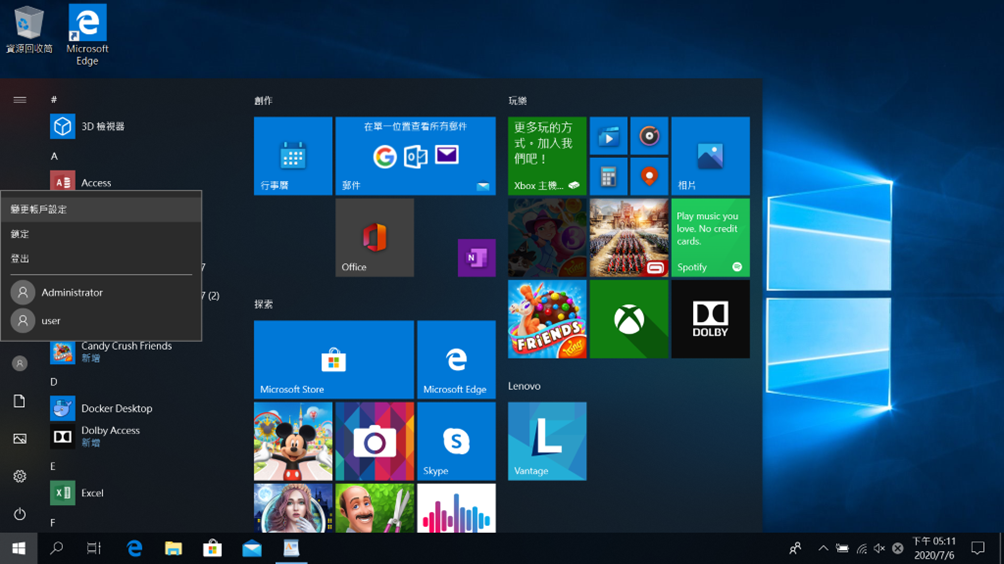 資源回收筒
Microsoft
Edge
#
3D 檢視器
A
Access
變更帳戶設定
鎖定
登出
Administrator
user
7
7 (2)
Candy Crush Friends
新增
D
Docker Desktop
Dolby Access
新增
E
Excel
F
創作
行事曆
在單一位置查看所有郵件
郵件
Office
N
探索
Microsoft Store
Microsoft Edge
Skype
玩樂
更多玩的方
式，加入我
們吧！
Xbox 主機...
相片
3
Play music you
love. No credit
cards.
Spotify
FRIENDS
King
DOLBY
Lenovo
L
Vantage
下午 05:11
2020/7/6